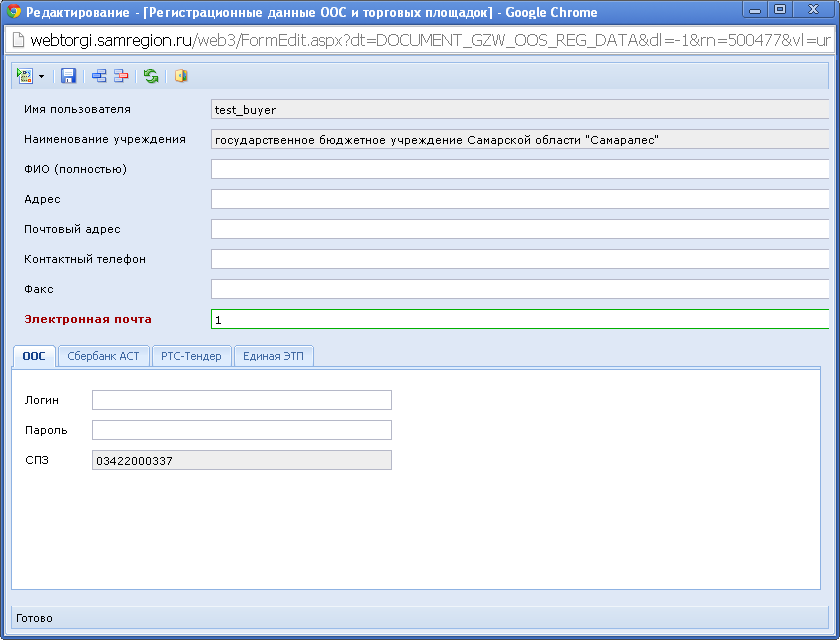 Редактирование - [Регистрационные данные ООС и торговых площадок] - Google Chrome
webtorgi.samregion.ru/web3/FormEdit.aspx?dt=DOCUMENT_GZW_OOS_REG_DATA&dl=-1&rn=500477&vl=ur
Имя пользователя test_buyer
Наименование учреждения государственное бюджетное учреждение Самарской области "Самаралес"
ФИО (полностью)
Адрес
Почтовый адрес
Контактный телефон
Факс
Электронная почта 1
ООС Сбербанк АСТ РТС-Тендер Единая ЭТП
Логин
Пароль
СПЗ 03422000337
Готово